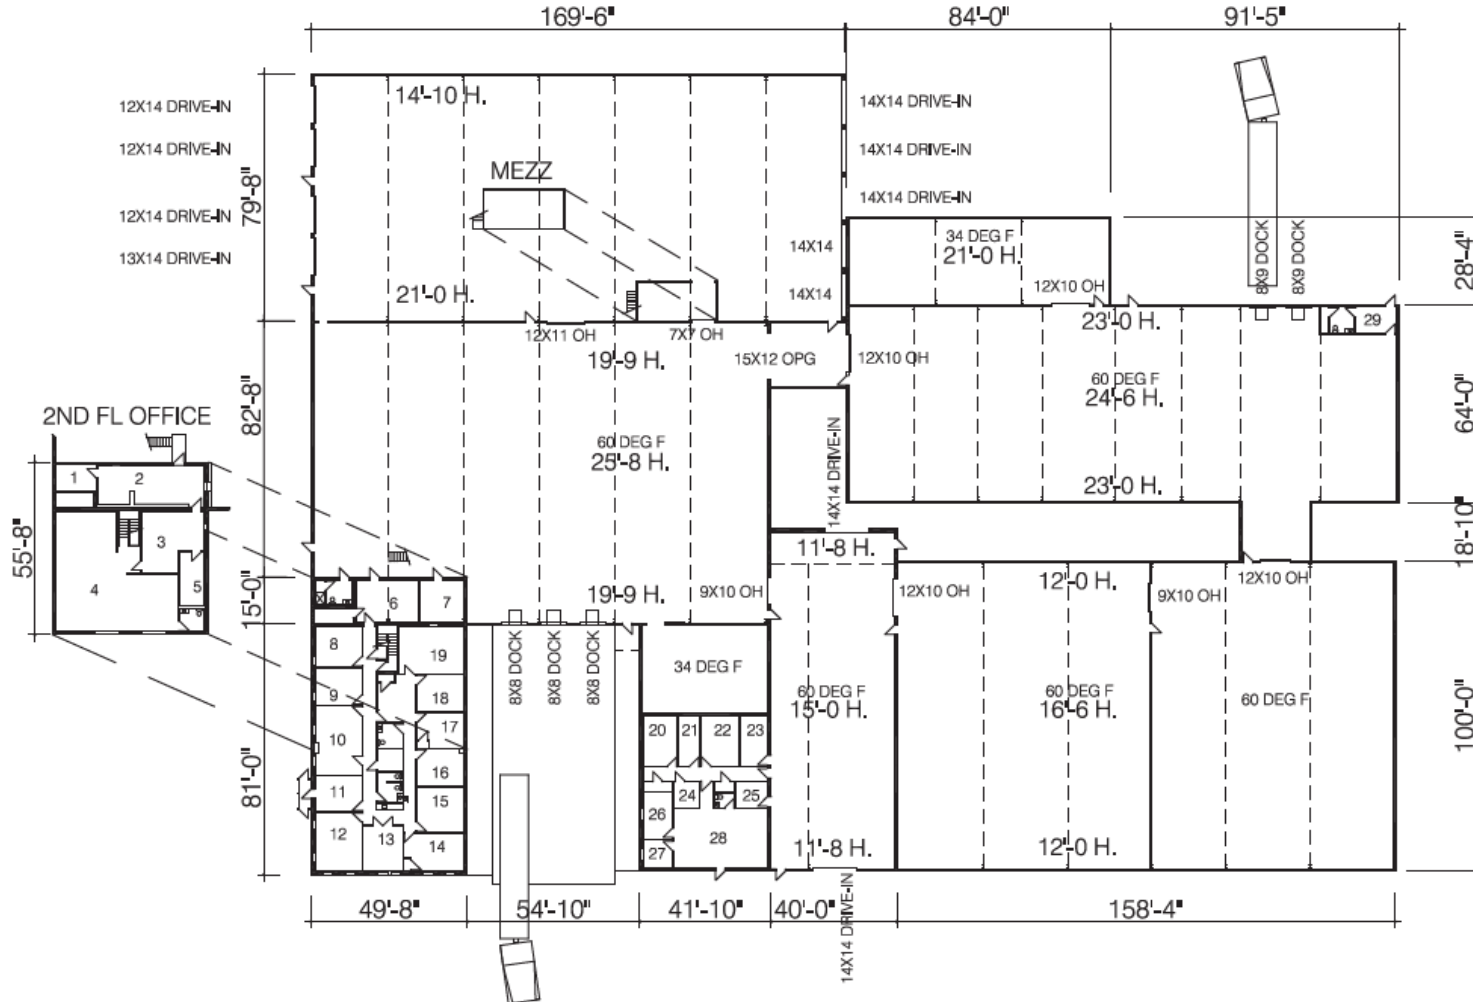 169'-6"
84'-0"
91'-5"
12X14 DRIVE-IN
12X14 DRIVE-IN
12X14 DRIVE-IN
13X14 DRIVE-IN
79'-8"
14'-10 H.
MEZZ
21'-0 H.
14X14 DRIVE-IN
14X14 DRIVE-IN
14X14 DRIVE-IN
14X14
14X14
34 DEG F
21'-0 H.
12X10 OH
8X9 DOCK
8X9 DOCK
28'-4"
12X11 OH
7X7 OH
19'-9 H.
15X12 OPG
12X10 OH
23'-0 H.
29
60 DEG F
24'-6 H.
64'-0"
23'-0 H.
82'-8"
60 DEG F
25'-8 H.
14X14 DRIVE-IN
2ND FL OFFICE
1
2
3
4
5
55'-8"
15'-0"
6
7
19'-9 H.
9X10 OH
11'-8 H.
18'-10"
12X10 OH
12'-0 H.
9X10 OH
12X10 OH
8
9
10
11
12
13
14
15
16
17
18
19
81'-0"
8X8 DOCK
8X8 DOCK
8X8 DOCK
34 DEG F
20
21
22
23
24
25
26
27
28
60 DEG F
15'-0 H.
11'-8 H.
60 DEG F
16'-6 H.
12'-0 H.
60 DEG F
100'-0"
49'-8"
54'-10"
41'-10"
40'-0"
14X14 DRIVE-IN
158'-4"